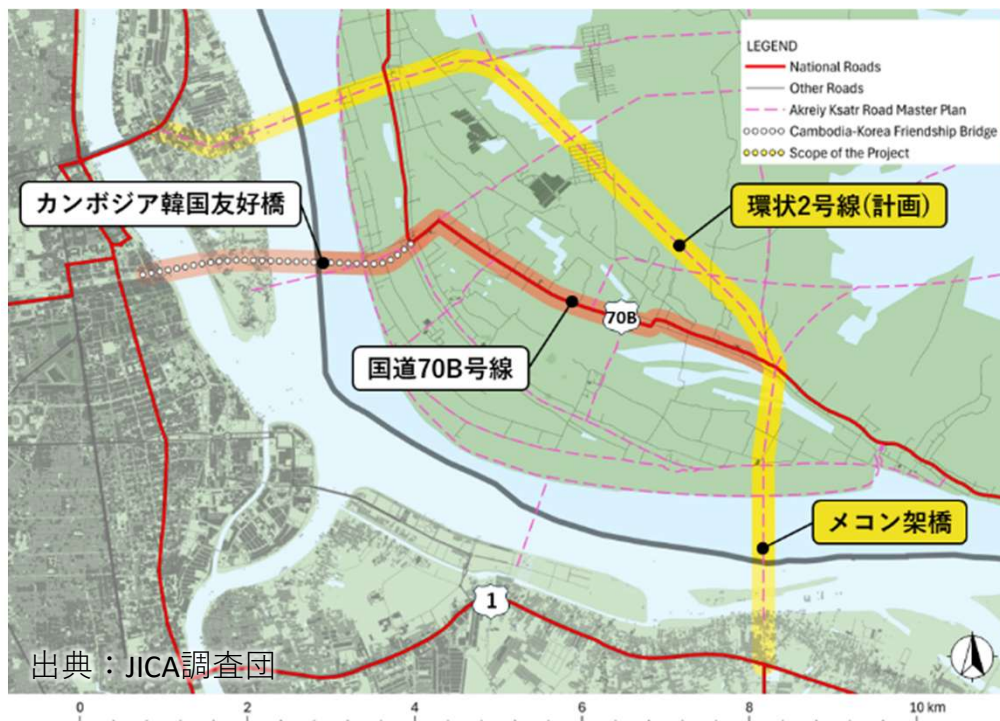 LEGEND
National Roads
Other Roads
Akreiy Ksatr Road Master Plan
Cambodia-Korea Friendship Bridge
Scope of the Project
カンボジア韓国友好橋
環状2号線(計画)
70B
国道70B号線
メコン架橋
1
出典：JICA調査団
0 2 4 6 8 10 km